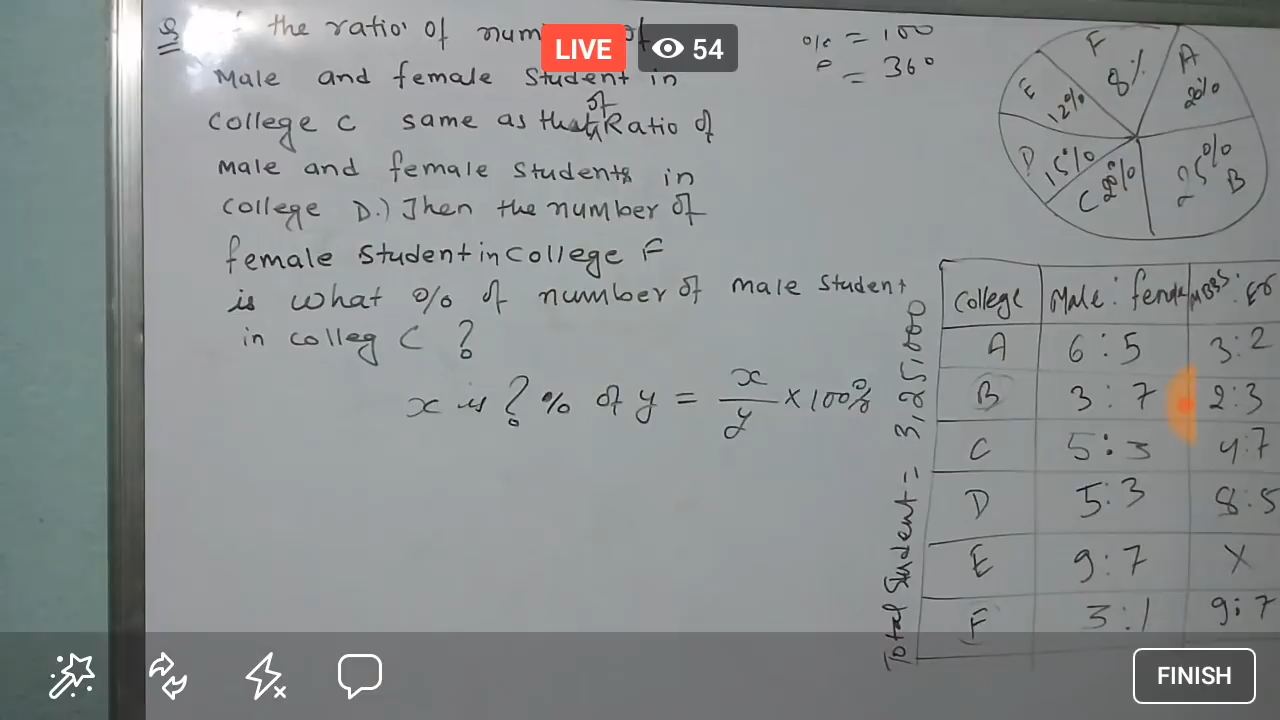 Q the ratio of num of
LIVE 54
Male and female Student in
College C same as that of Ratio of
Male and female Students in
College D.) Then the number of
female Student in College F
is what % of number of male Student
in colleg C ?
x is ? % of y = x/y × 100%
% = 100
° = 360
F 8%
A 20%
E 12%
D 15%
C 20%
25% B
Total Student = 3,25,000
College Male : female MBBS :
A 6:5 3:2
B 3:7 2:3
C 5:3 4:7
D 5:3 8:5
E 9:7 X
F 3:1 9:7
FINISH